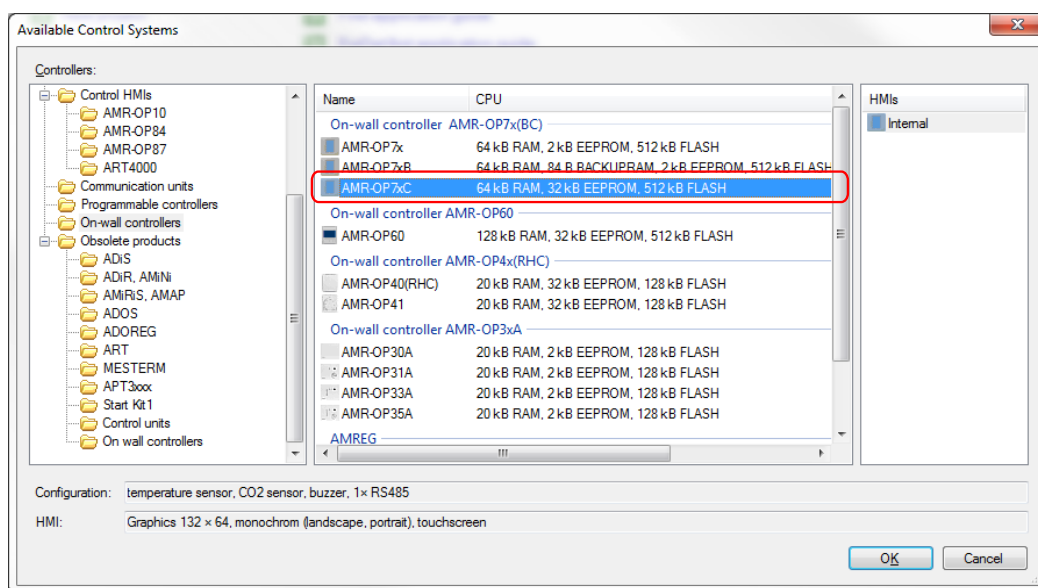 Available Control Systems
Controllers:
Control HMIs
AMR-OP10
AMR-OP84
AMR-OP87
ART4000
Communication units
Programmable controllers
On-wall controllers
Obsolete products
ADiS
ADiR, AMiNi
AMiRiS, AMAP
ADOS
ADOREG
ART
MESTERM
APT3xxx
Start Kit1
Control units
On wall controllers
Name CPU
On-wall controller AMR-OP7x(BC)
AMR-OP7x 64 kB RAM, 2 kB EEPROM, 512 kB FLASH
AMR-OP7xB 64 kB RAM, 84 B BACKUPRAM, 2 kB EEPROM, 512 kB FLASH
AMR-OP7xC 64 kB RAM, 32 kB EEPROM, 512 kB FLASH
On-wall controller AMR-OP60
AMR-OP60 128 kB RAM, 32 kB EEPROM, 512 kB FLASH
On-wall controller AMR-OP4x(RHC)
AMR-OP40(RHC) 20 kB RAM, 32 kB EEPROM, 128 kB FLASH
AMR-OP41 20 kB RAM, 32 kB EEPROM, 128 kB FLASH
On-wall controller AMR-OP3xA
AMR-OP30A 20 kB RAM, 2 kB EEPROM, 128 kB FLASH
AMR-OP31A 20 kB RAM, 2 kB EEPROM, 128 kB FLASH
AMR-OP33A 20 kB RAM, 2 kB EEPROM, 128 kB FLASH
AMR-OP35A 20 kB RAM, 2 kB EEPROM, 128 kB FLASH
AMREG
HMIs
Internal
Configuration: temperature sensor, CO2 sensor, buzzer, 1× RS485
HMI: Graphics 132 × 64, monochrom (landscape, portrait), touchscreen
OK Cancel